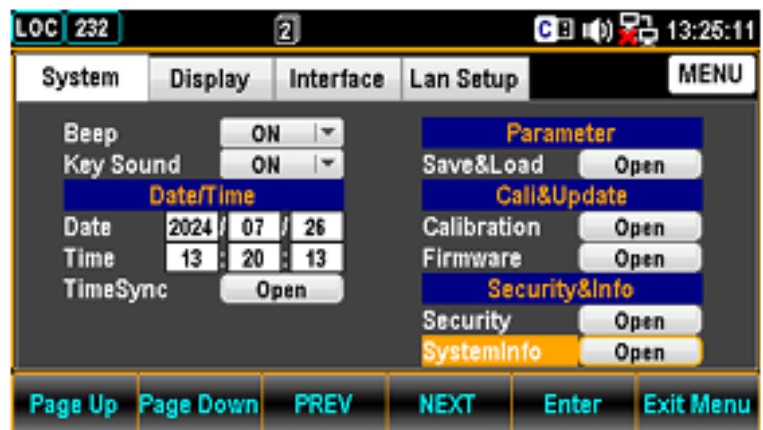 LOC 232 2 C 13:25:11
System Display Interface Lan Setup MENU
Beep ON
Key Sound ON
Date/Time
Date 2024 / 07 / 26
Time 13 : 20 : 13
TimeSync Open
Parameter
Save&Load Open
Cali&Update
Calibration Open
Firmware Open
Security&Info
Security Open
SystemInfo Open
Page Up Page Down PREV NEXT Enter Exit Menu